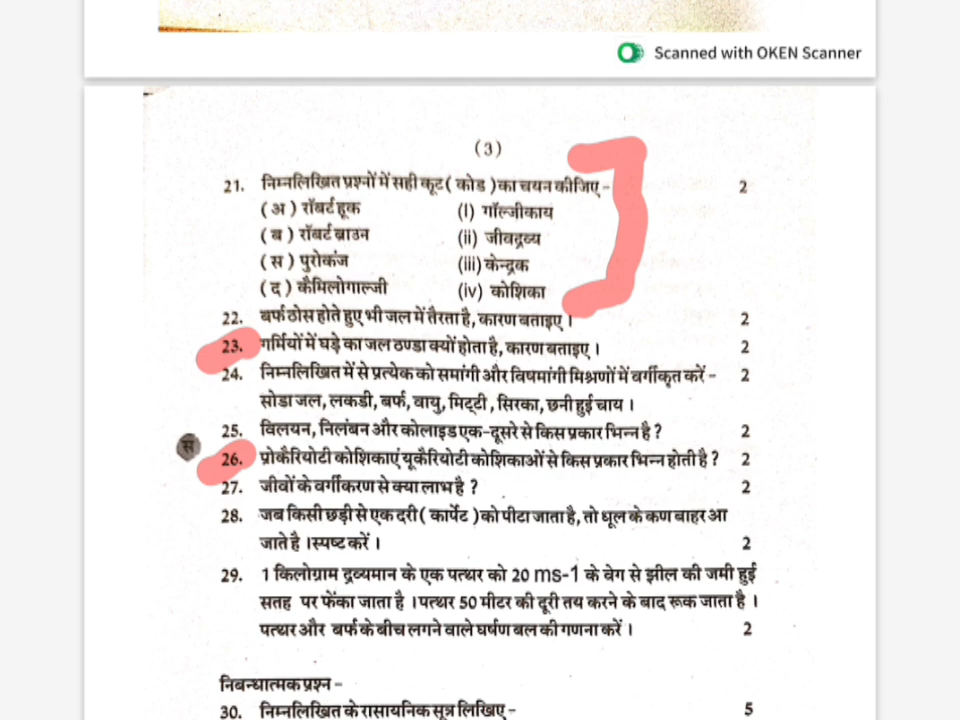 Scanned with OKEN Scanner
(3)
21. निम्नलिखित प्रश्नों में सही कूट( कोड )का चयन कीजिए- 2
(अ) रॉबर्ट हूक (I) गॉल्जीकाय
(ब) रॉबर्ट ब्राउन (ii) जीवद्रव्य
(स) पुरोकंज (iii) केन्द्रक
(द) कैमिलोगाल्जी (iv) कोशिका
22. बर्फ ठोस होते हुए भी जल में तैरता है, कारण बताइए। 2
23. गर्मियों में घड़े का जल ठण्डा क्यों होता है, कारण बताइए। 2
24. निम्नलिखित में से प्रत्येक को समांगी और विषमांगी मिश्रणों में वर्गीकृत करें- 2
सोडा जल, लकडी, बर्फ, वायु, मिट्टी, सिरका, छनी हुई चाय।
25. विलयन, निलंबन और कोलाइड एक-दूसरे से किस प्रकार भिन्न है? 2
स
26. प्रोकैरियोटी कोशिकाएं यूकैरियोटी कोशिकाओं से किस प्रकार भिन्न होती है? 2
27. जीवों के वर्गीकरण से क्या लाभ है? 2
28. जब किसी छड़ी से एक दरी( कार्पेट )को पीटा जाता है, तो धूल के कण बाहर आ
जाते है।स्पष्ट करें। 2
29. 1 किलोग्राम द्रव्यमान के एक पत्थर को 20 ms-1 के वेग से झील की जमी हुई
सतह पर फेंका जाता है।पत्थर 50 मीटर की दूरी तय करने के बाद रूक जाता है।
पत्थर और बर्फ के बीच लगने वाले घर्षण बल की गणना करें। 2
निबन्धात्मक प्रश्न-
30. निम्नलिखित के रासायनिक सूत्र लिखिए- 5